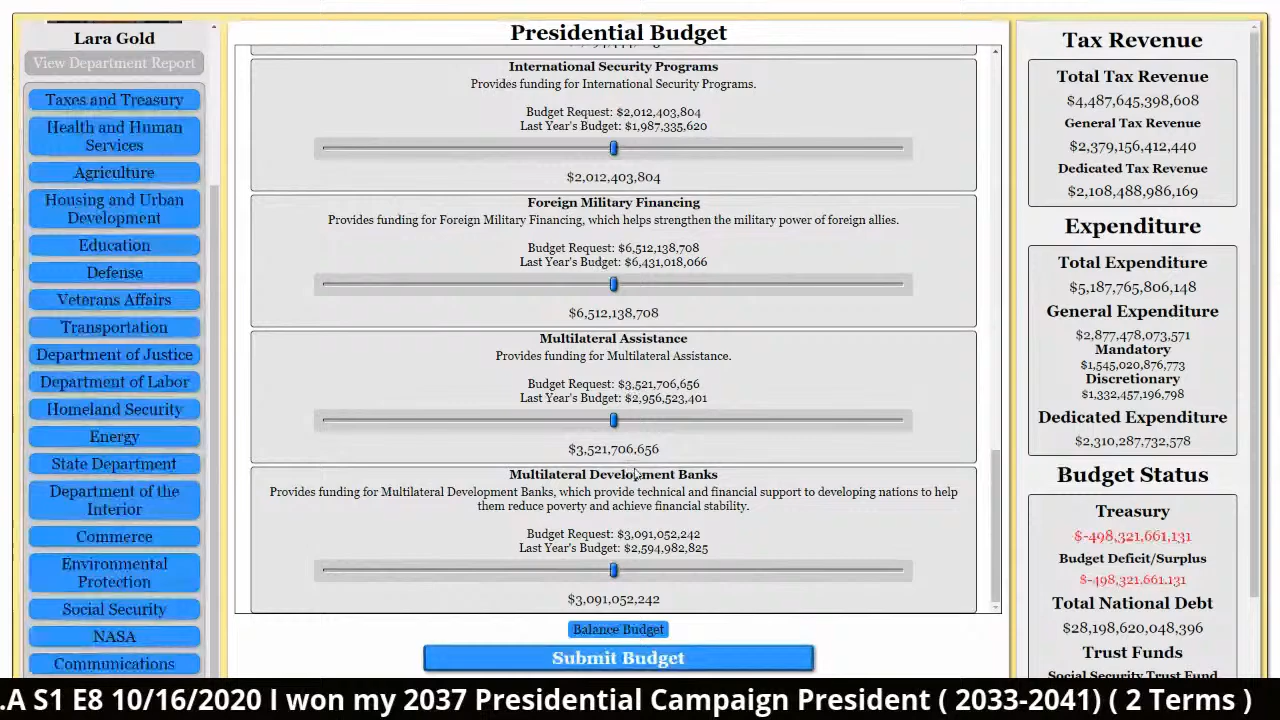 Lara Gold
View Department Report
Taxes and Treasury
Health and Human
Services
Agriculture
Housing and Urban
Development
Education
Defense
Veterans Affairs
Transportation
Department of Justice
Department of Labor
Homeland Security
Energy
State Department
Department of the
Interior
Commerce
Environmental
Protection
Social Security
NASA
Communications
Presidential Budget
International Security Programs
Provides funding for International Security Programs.
Budget Request: $2,012,403,804
Last Year's Budget: $1,987,335,620
$2,012,403,804
Foreign Military Financing
Provides funding for Foreign Military Financing, which helps strengthen the military power of foreign allies.
Budget Request: $6,512,138,708
Last Year's Budget: $6,431,018,066
$6,512,138,708
Multilateral Assistance
Provides funding for Multilateral Assistance.
Budget Request: $3,521,706,656
Last Year's Budget: $2,956,523,401
$3,521,706,656
Multilateral Development Banks
Provides funding for Multilateral Development Banks, which provide technical and financial support to developing nations to help
them reduce poverty and achieve financial stability.
Budget Request: $3,091,052,242
Last Year's Budget: $2,594,982,825
$3,091,052,242
Balance Budget
Submit Budget
Tax Revenue
Total Tax Revenue
$4,487,645,398,608
General Tax Revenue
$2,379,156,412,440
Dedicated Tax Revenue
$2,108,488,986,169
Expenditure
Total Expenditure
$5,187,765,806,148
General Expenditure
$2,877,478,073,571
Mandatory
$1,545,020,876,773
Discretionary
$1,332,457,196,798
Dedicated Expenditure
$2,310,287,732,578
Budget Status
Treasury
$-498,321,661,131
Budget Deficit/Surplus
$-498,321,661,131
Total National Debt
$28,198,620,048,396
Trust Funds
Social Security Trust Fund
.A S1 E8 10/16/2020 I won my 2037 Presidential Campaign President ( 2033-2041) ( 2 Terms )